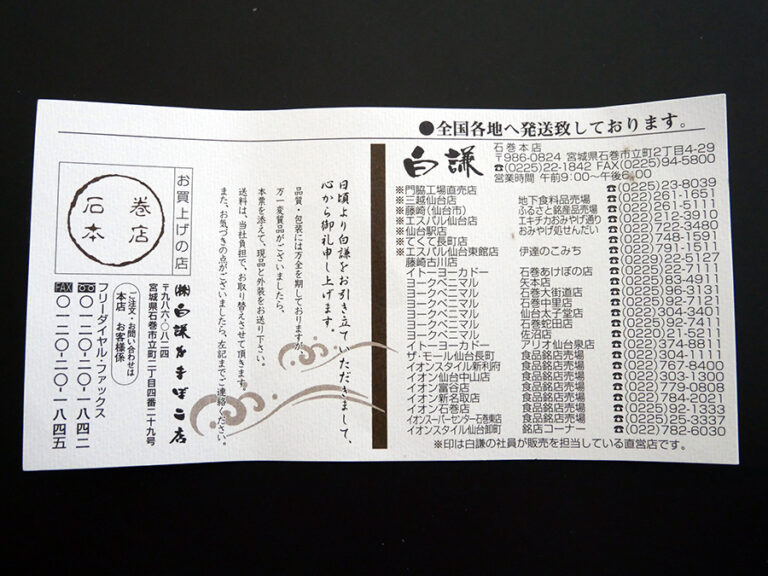 ●全国各地へ発送致しております。
白謙
石巻本店
〒986-0824 宮城県石巻市立町2丁目4-29
☎(0225)22-1842 FAX(0225)94-5800
営業時間 午前9:00〜午後6:00
※門脇工場直売店 ☎(0225)23-8039
※三越仙台店 地下食料品売場 ☎(022)261-1651
※藤崎(仙台市) ふるさと銘産品売場 ☎(022)261-5111
※エスパル仙台店 エキチカおみやげ通り ☎(022)212-3910
※仙台駅店 おみやげ処せんだい ☎(022)722-3480
※てくて長町店 ☎(022)748-1591
※エスパル仙台東館店 伊達のこみち ☎(022)791-1511
藤崎古川店 ☎(0229)22-5127
イトーヨーカドー 石巻あけぼの店 ☎(0225)22-7111
ヨークベニマル 矢本店 ☎(0225)83-4911
ヨークベニマル 石巻大街道店 ☎(0225)96-3131
ヨークベニマル 石巻中里店 ☎(0225)92-7121
ヨークベニマル 仙台太子堂店 ☎(022)304-3401
ヨークベニマル 石巻蛇田店
ヨークベニマル 佐沼店 ☎(0220)21-5211
イトーヨーカドー アリオ仙台泉店 ☎(022)374-8811
ザ・モール仙台長町 食品銘店売場 ☎(022)304-1111
イオンスタイル新利府 食品銘店売場 ☎(022)767-8400
イオン仙台中山店 食品銘店売場 ☎(022)303-1300
イオン富谷店 食品銘店売場 ☎(022)779-0808
イオン新名取店 食品銘店売場 ☎(022)784-2021
イオン石巻店 食品銘店売場 ☎(0225)92-1333
イオンスーパーセンター石巻東店 食品銘店売場 ☎(0225)25-3337
イオンスタイル仙台卸町 銘店コーナー ☎(022)782-6030
※印は白謙の社員が販売を担当している直営店です。
日頃より白謙をお引き立ていただきまして、
心から御礼申し上げます。
品質・包装には万全を期しておりますが、
万一変質品がございましたら、
本票を添えて、現品と外装をお送り下さい。
送料は、当社負担で、お取り替えさせて頂きます。
また、お気づきの点がございましたら、左記までご連絡ください。
お買上げの店
石巻本店
㈱白謙かまぼこ店
〒九八六-〇八二四
宮城県石巻市立町二丁目四番二十九号
ご注文・お問い合わせは
本店 お客様係
フリーダイヤル・ファックス
〇一二〇-二〇-一八四二
FAX 〇一二〇-二〇-一八四五